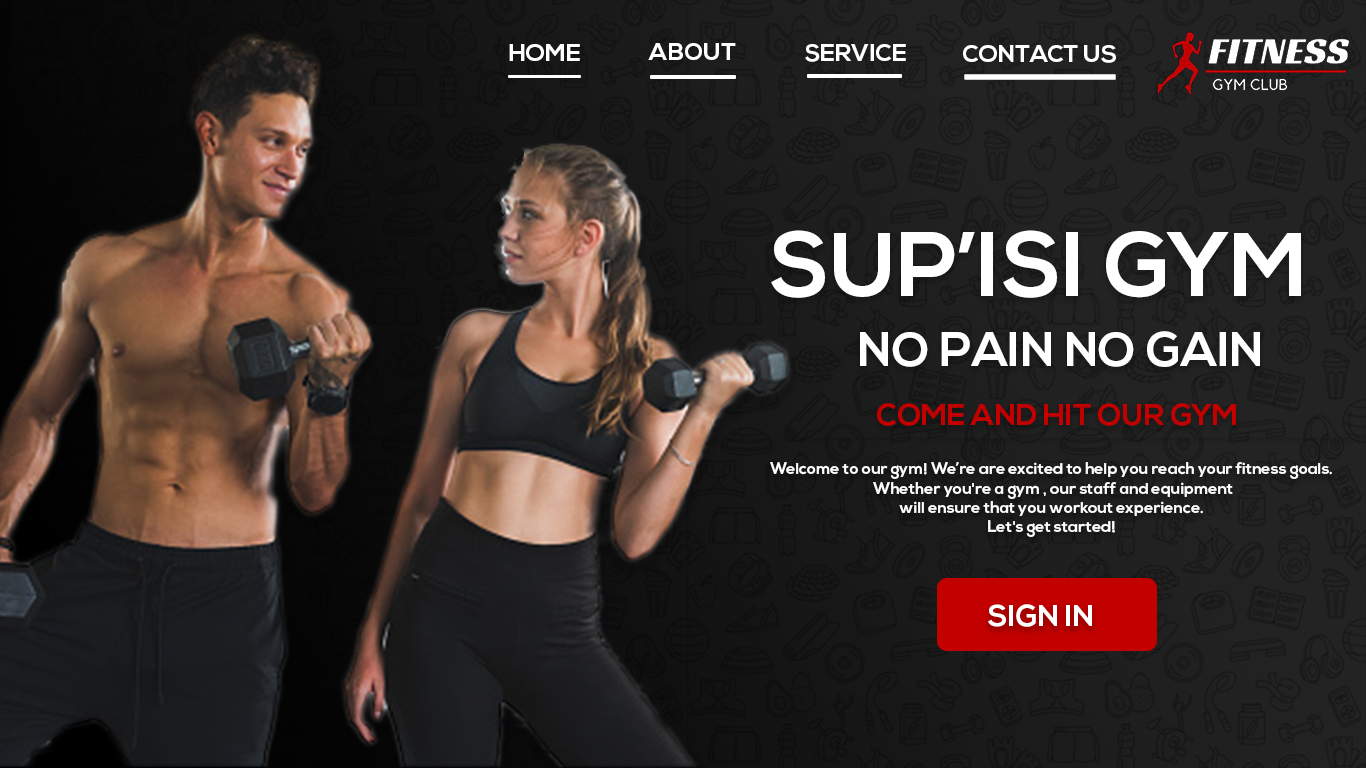 HOME ABOUT SERVICE CONTACT US
FITNESS
GYM CLUB
SUP'ISI GYM
NO PAIN NO GAIN
COME AND HIT OUR GYM
Welcome to our gym! We're are excited to help you reach your fitness goals.
Whether you're a gym , our staff and equipment
will ensure that you workout experience.
Let's get started!
SIGN IN